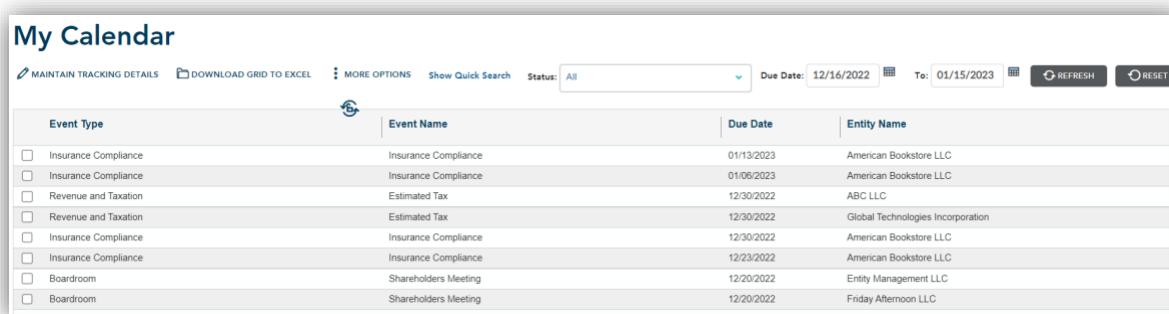 My Calendar
MAINTAIN TRACKING DETAILS DOWNLOAD GRID TO EXCEL MORE OPTIONS Show Quick Search Status: All Due Date: 12/16/2022 To: 01/15/2023 REFRESH RESET
Event Type Event Name Due Date Entity Name
Insurance Compliance Insurance Compliance 01/13/2023 American Bookstore LLC
Insurance Compliance Insurance Compliance 01/06/2023 American Bookstore LLC
Revenue and Taxation Estimated Tax 12/30/2022 ABC LLC
Revenue and Taxation Estimated Tax 12/30/2022 Global Technologies Incorporation
Insurance Compliance Insurance Compliance 12/30/2022 American Bookstore LLC
Insurance Compliance Insurance Compliance 12/23/2022 American Bookstore LLC
Boardroom Shareholders Meeting 12/20/2022 Entity Management LLC
Boardroom Shareholders Meeting 12/20/2022 Friday Afternoon LLC